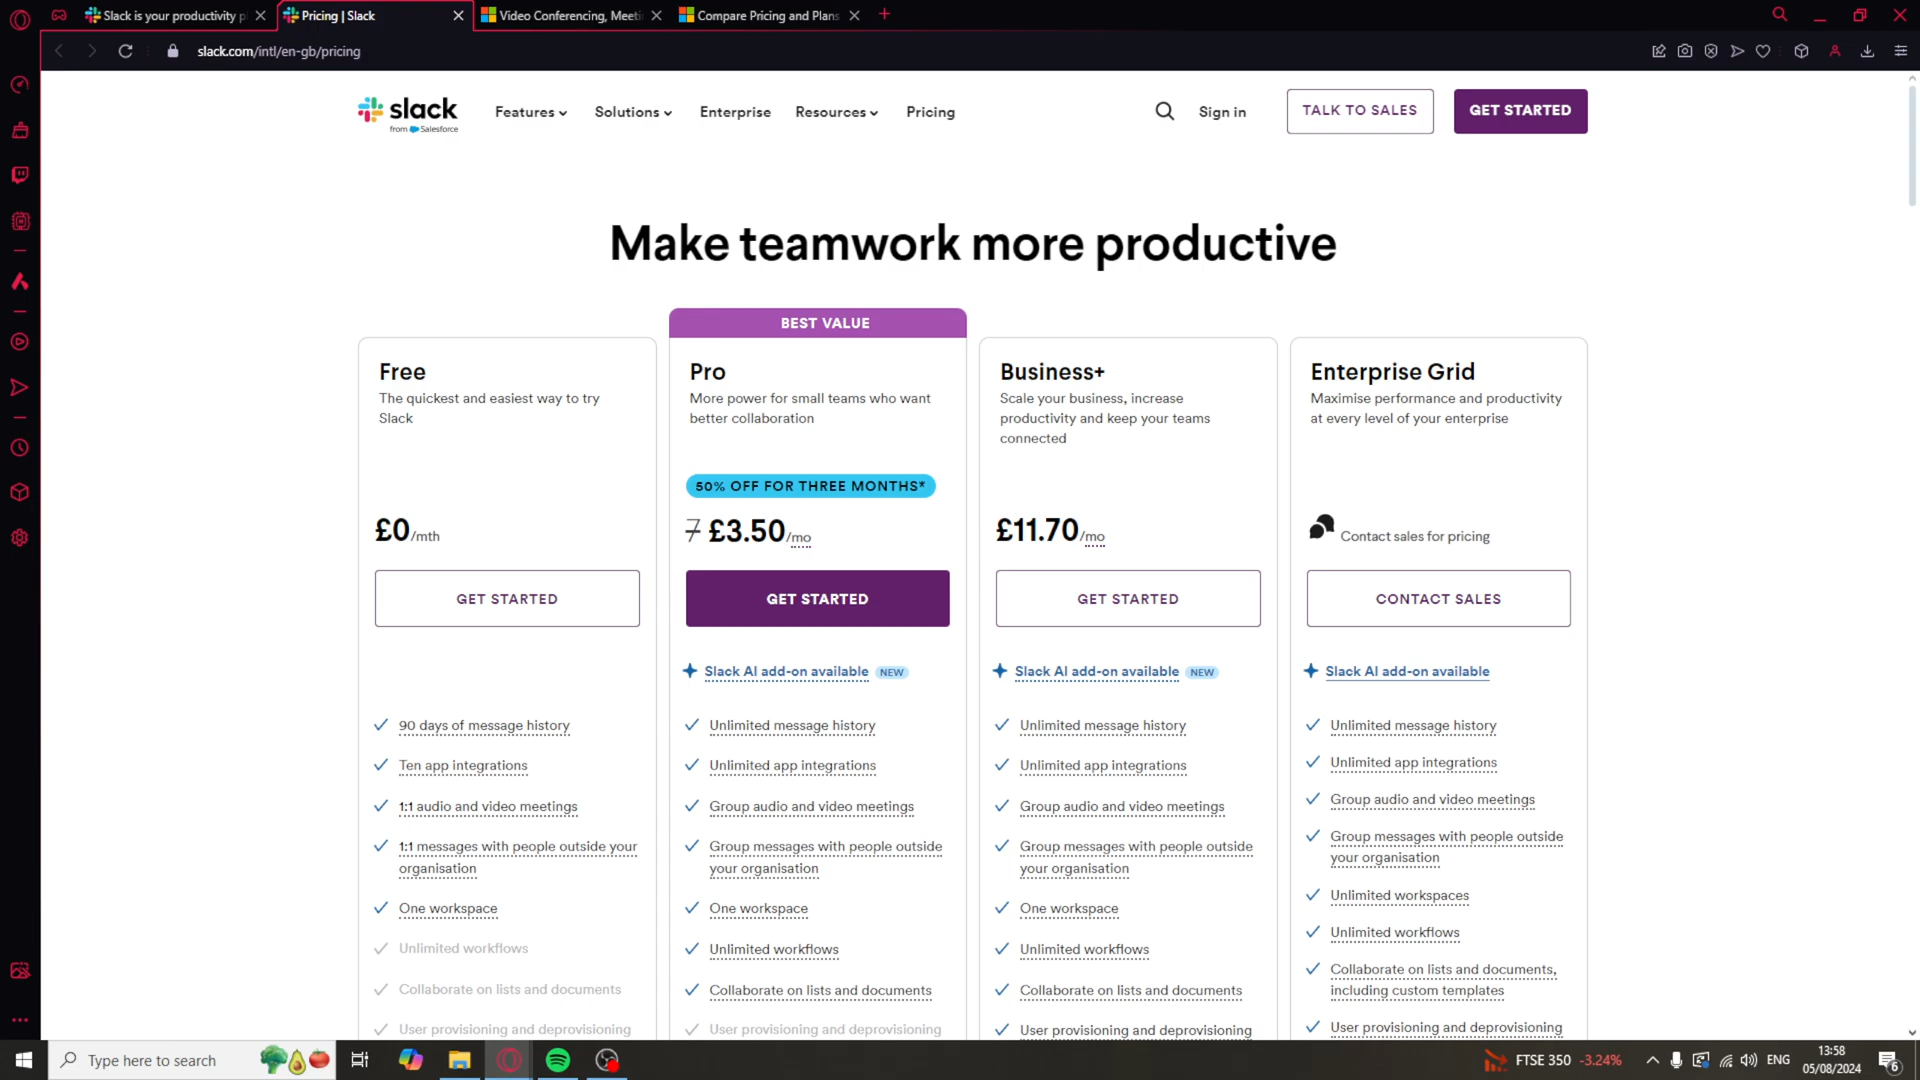 Slack is your productivity p
Pricing | Slack
Video Conferencing, Meeti
Compare Pricing and Plans
slack.com/intl/en-gb/pricing
slack
from Salesforce
Features
Solutions
Enterprise
Resources
Pricing
Sign in
TALK TO SALES
GET STARTED
Make teamwork more productive
BEST VALUE
Free
The quickest and easiest way to try
Slack
£0/mth
GET STARTED
90 days of message history
Ten app integrations
1:1 audio and video meetings
1:1 messages with people outside your
organisation
One workspace
Unlimited workflows
Collaborate on lists and documents
User provisioning and deprovisioning
Pro
More power for small teams who want
better collaboration
50% OFF FOR THREE MONTHS*
7 £3.50/mo
GET STARTED
Slack AI add-on available NEW
Unlimited message history
Unlimited app integrations
Group audio and video meetings
Group messages with people outside
your organisation
One workspace
Unlimited workflows
Collaborate on lists and documents
User provisioning and deprovisioning
Business+
Scale your business, increase
productivity and keep your teams
connected
£11.70/mo
GET STARTED
Slack AI add-on available NEW
Unlimited message history
Unlimited app integrations
Group audio and video meetings
Group messages with people outside
your organisation
One workspace
Unlimited workflows
Collaborate on lists and documents
User provisioning and deprovisioning
Enterprise Grid
Maximise performance and productivity
at every level of your enterprise
Contact sales for pricing
CONTACT SALES
Slack AI add-on available
Unlimited message history
Unlimited app integrations
Group audio and video meetings
Group messages with people outside
your organisation
Unlimited workspaces
Unlimited workflows
Collaborate on lists and documents,
including custom templates
User provisioning and deprovisioning
Type here to search
FTSE 350 -3.24%
ENG
13:58
05/08/2024
6